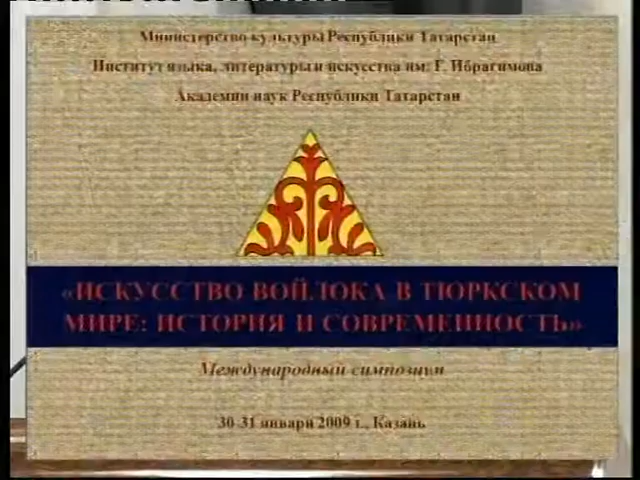 Министерство культуры Республики Татарстан
Институт языка, литературы и искусства им. Г. Ибрагимова
Академии наук Республики Татарстан
«ИСКУССТВО ВОЙЛОКА В ТЮРКСКОМ
МИРЕ: ИСТОРИЯ И СОВРЕМЕННОСТЬ»
Международный симпозиум
30-31 января 2009 г., Казань